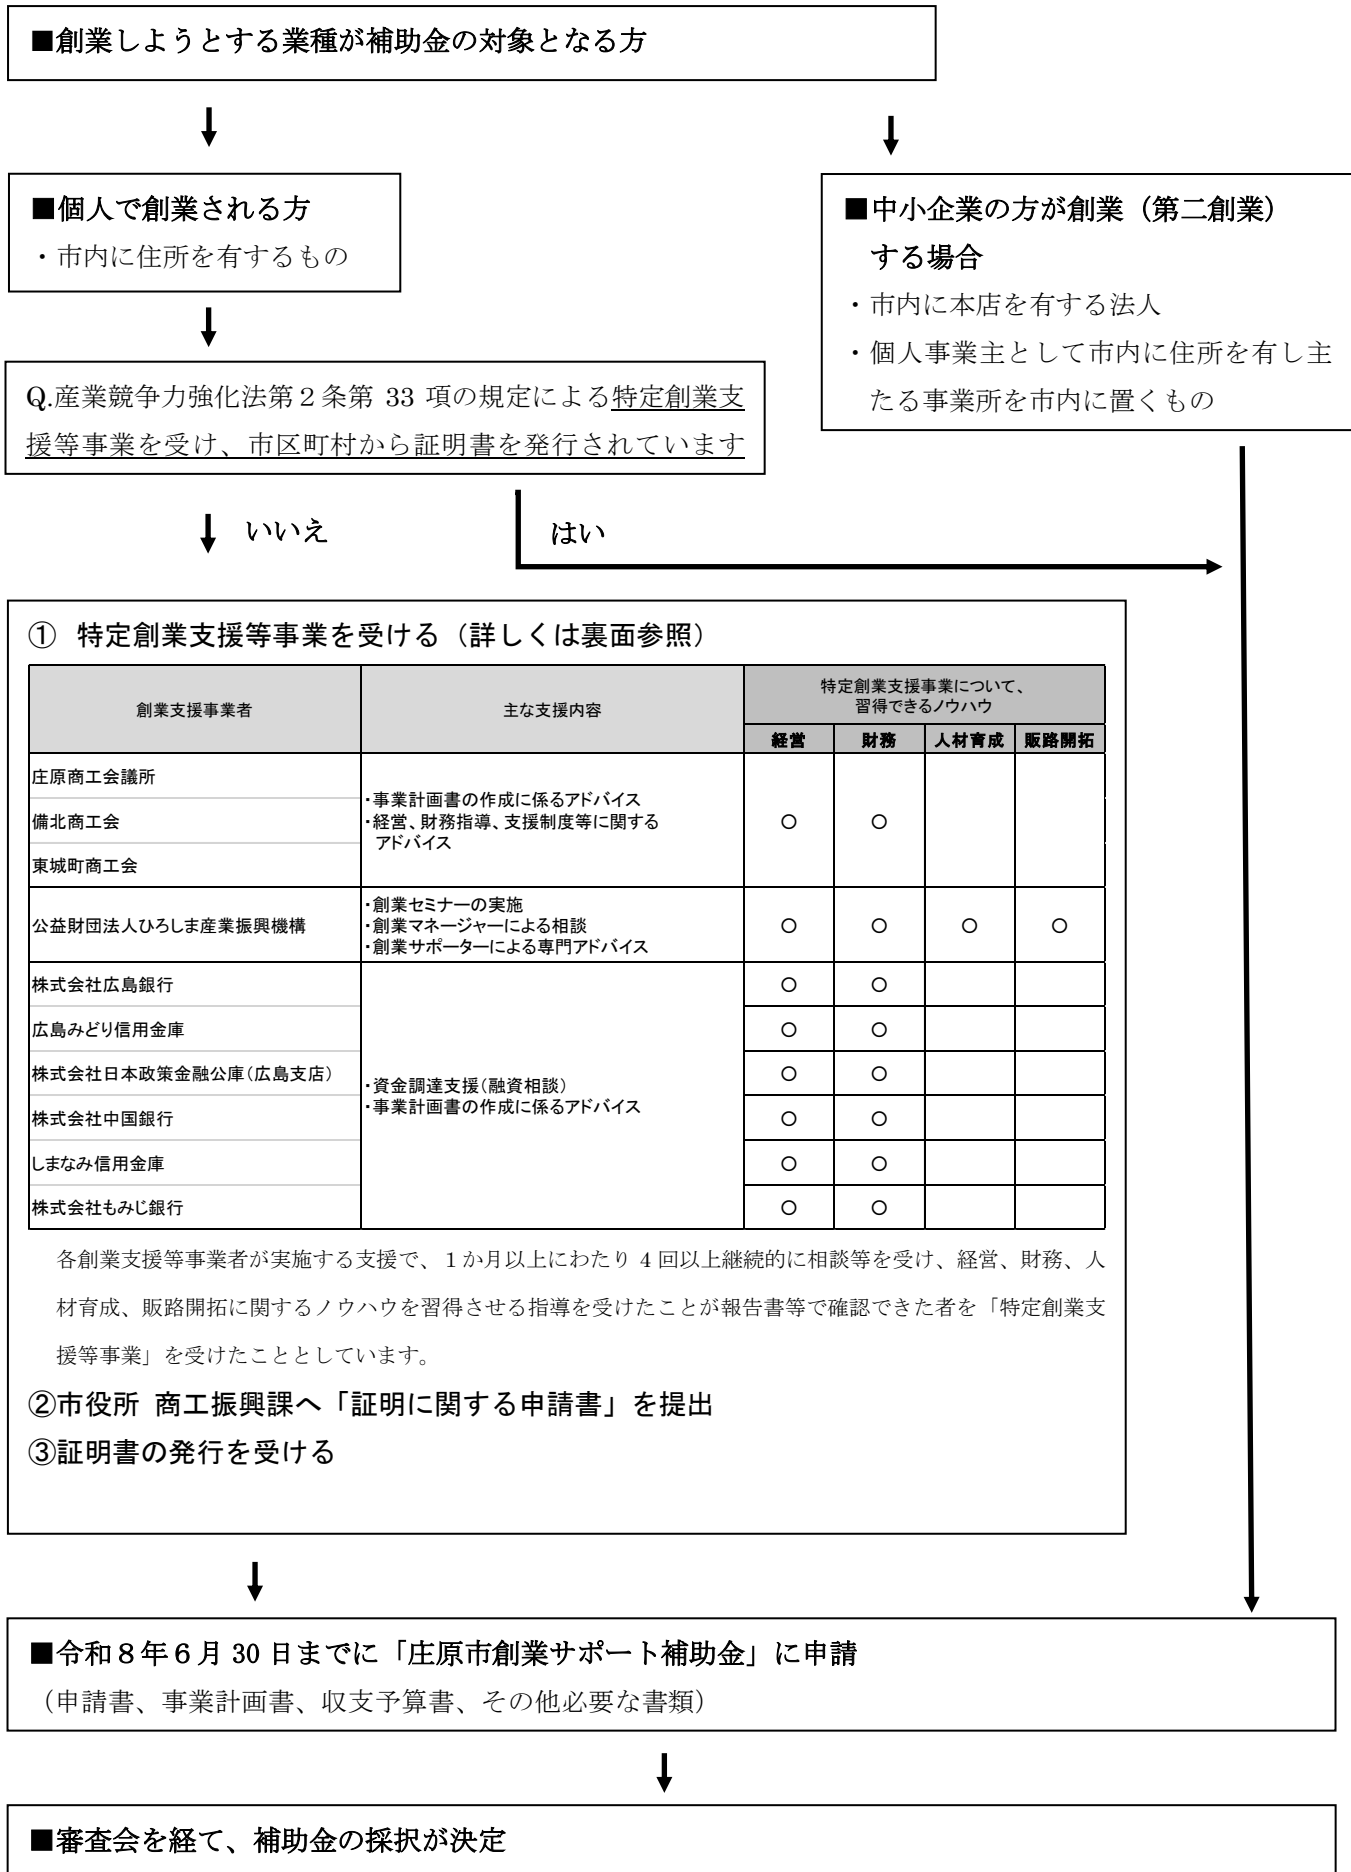 ■創業しようとする業種が補助金の対象となる方
■個人で創業される方
・市内に住所を有するもの
■中小企業の方が創業（第二創業）
する場合
・市内に本店を有する法人
・個人事業主として市内に住所を有し主
たる事業所を市内に置くもの
Q.産業競争力強化法第２条第 33 項の規定による特定創業支
援等事業を受け、市区町村から証明書を発行されています
いいえ
はい
① 特定創業支援等事業を受ける（詳しくは裏面参照）
創業支援事業者
主な支援内容
特定創業支援事業について、
習得できるノウハウ
経営 財務 人材育成 販路開拓
庄原商工会議所
備北商工会
東城町商工会
・事業計画書の作成に係るアドバイス
・経営、財務指導、支援制度等に関する
アドバイス
○ ○
公益財団法人ひろしま産業振興機構
・創業セミナーの実施
・創業マネージャーによる相談
・創業サポーターによる専門アドバイス
○ ○ ○ ○
株式会社広島銀行 ○ ○
広島みどり信用金庫 ○ ○
株式会社日本政策金融公庫（広島支店） ○ ○
・資金調達支援（融資相談）
・事業計画書の作成に係るアドバイス
株式会社中国銀行 ○ ○
しまなみ信用金庫 ○ ○
株式会社もみじ銀行 ○ ○
各創業支援等事業者が実施する支援で、１か月以上にわたり 4 回以上継続的に相談等を受け、経営、財務、人
材育成、販路開拓に関するノウハウを習得させる指導を受けたことが報告書等で確認できた者を「特定創業支
援等事業」を受けたこととしています。
②市役所 商工振興課へ「証明に関する申請書」を提出
③証明書の発行を受ける
■令和８年６月 30 日までに「庄原市創業サポート補助金」に申請
（申請書、事業計画書、収支予算書、その他必要な書類）
■審査会を経て、補助金の採択が決定